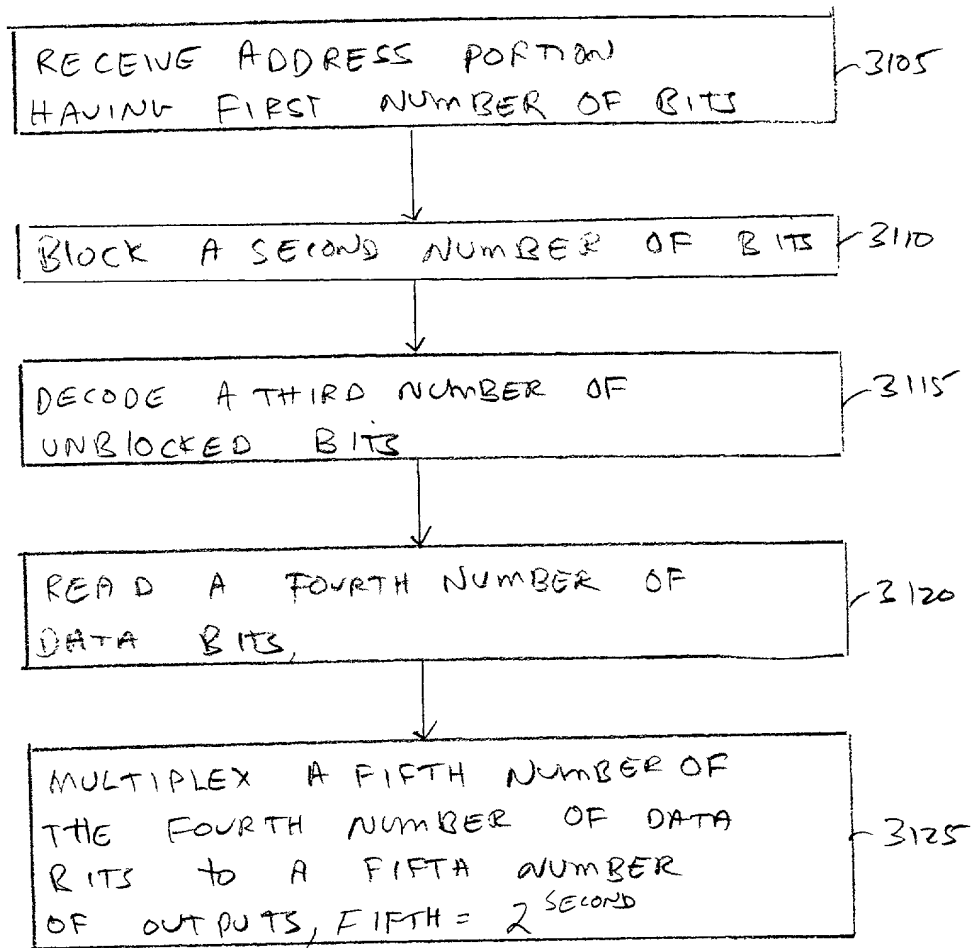 RECEIVE ADDRESS PORTION
HAVING FIRST NUMBER OF BITS
3105
BLOCK A SECOND NUMBER OF BITS
3110
DECODE A THIRD NUMBER OF
UNBLOCKED BITS
3115
READ A FOURTH NUMBER OF
DATA BITS,
3120
MULTIPLEX A FIFTH NUMBER OF
THE FOURTH NUMBER OF DATA
BITS to A FIFTH NUMBER
OF OUTPUTS, FIFTH = 2^SECOND
3125